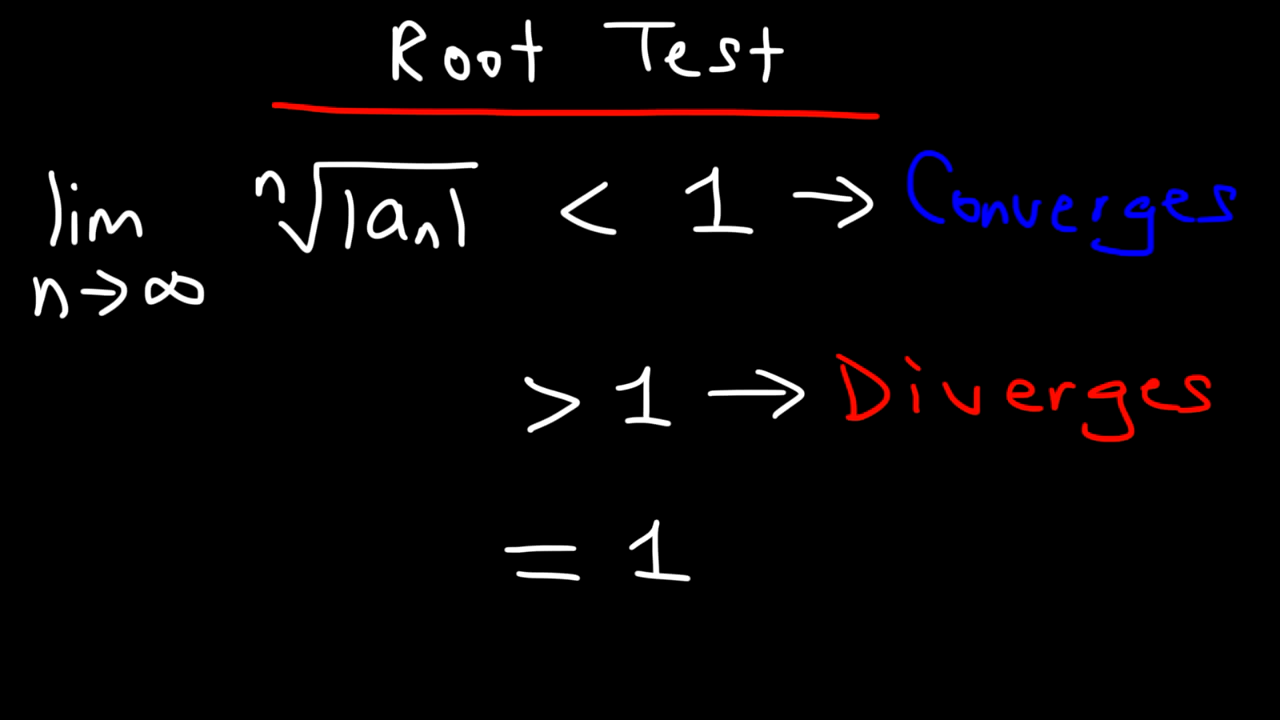 Root Test
lim n→∞ ⁿ√|aₙ| < 1 → Converges
> 1 → Diverges
= 1